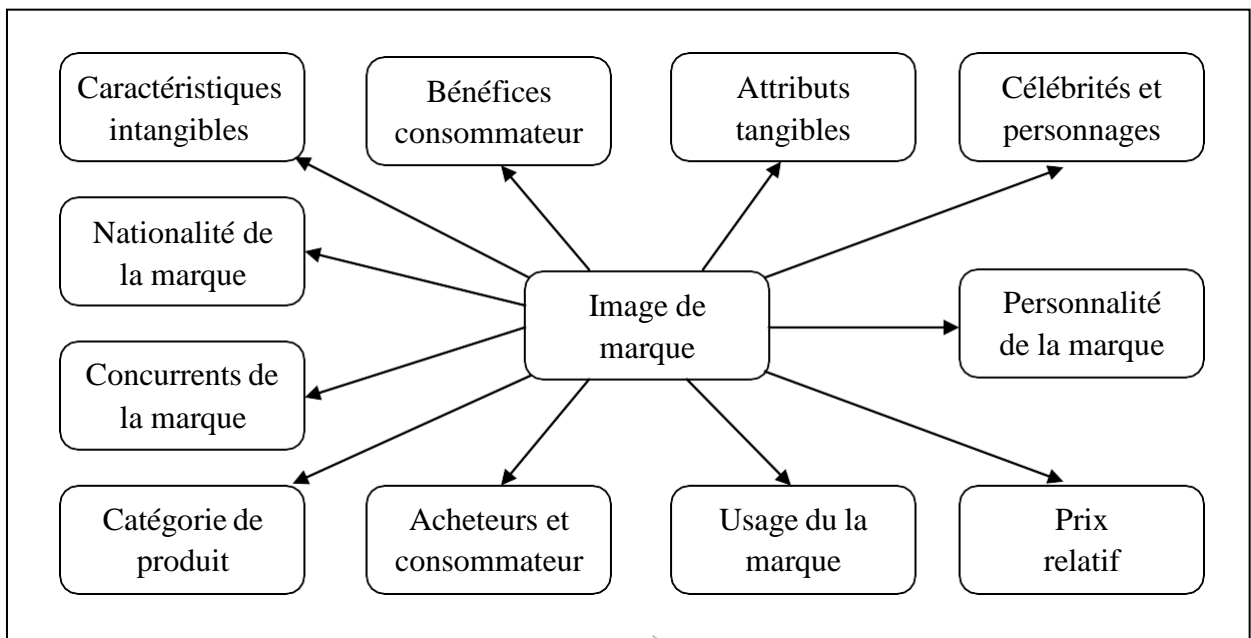 Caractéristiques
intangibles
Bénéfices
consommateur
Attributs
tangibles
Célébrités et
personnages
Nationalité de
la marque
Image de
marque
Personnalité
de la marque
Concurrents de
la marque
Catégorie de
produit
Acheteurs et
consommateur
Usage du la
marque
Prix
relatif